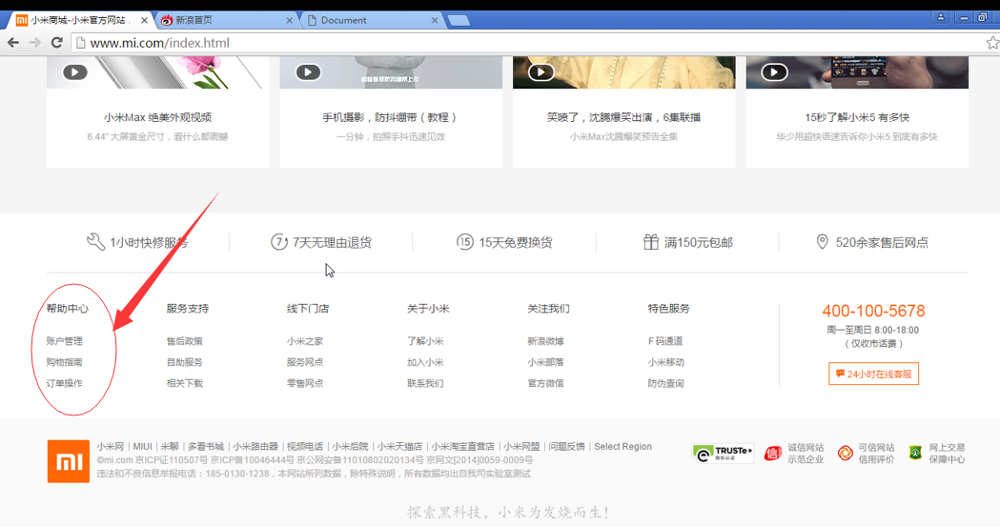 小米商城-小米官方网站
新浪首页
Document
www.mi.com/index.html
小米Max 绝美外观视频
6.44" 大屏黄金尺寸，看什么都震撼
手机摄影，防抖绷带（教程）
一分钟，拍照手抖迅速见效
笑喷了，沈腾爆笑出演，6集联播
小米Max沈腾爆笑预告全集
15秒了解小米5 有多快
华少用超快语速告诉你小米5 到底有多快
1小时快修服务
7天无理由退货
15天免费换货
满150元包邮
520余家售后网点
帮助中心
账户管理
购物指南
订单操作
服务支持
售后政策
自助服务
相关下载
线下门店
小米之家
服务网点
零售网点
关于小米
了解小米
加入小米
联系我们
关注我们
新浪微博
小米部落
官方微信
特色服务
F 码通道
小米移动
防伪查询
400-100-5678
周一至周日 8:00-18:00
（仅收市话费）
24小时在线客服
小米网 | MIUI | 米聊 | 多看书城 | 小米路由器 | 视频电话 | 小米后院 | 小米天猫店 | 小米淘宝直营店 | 小米网盟 | 问题反馈 | Select Region
©mi.com 京ICP证110507号 京ICP备10046444号 京公网安备11010802020134号 京网文[2014]0059-0009号
违法和不良信息举报电话：185-0130-1238，本网站所列数据，除特殊说明，所有数据均出自我司实验室测试
TRUSTe
诚信网站
示范企业
可信网站
信用评价
网上交易
保障中心
探索黑科技，小米为发烧而生！